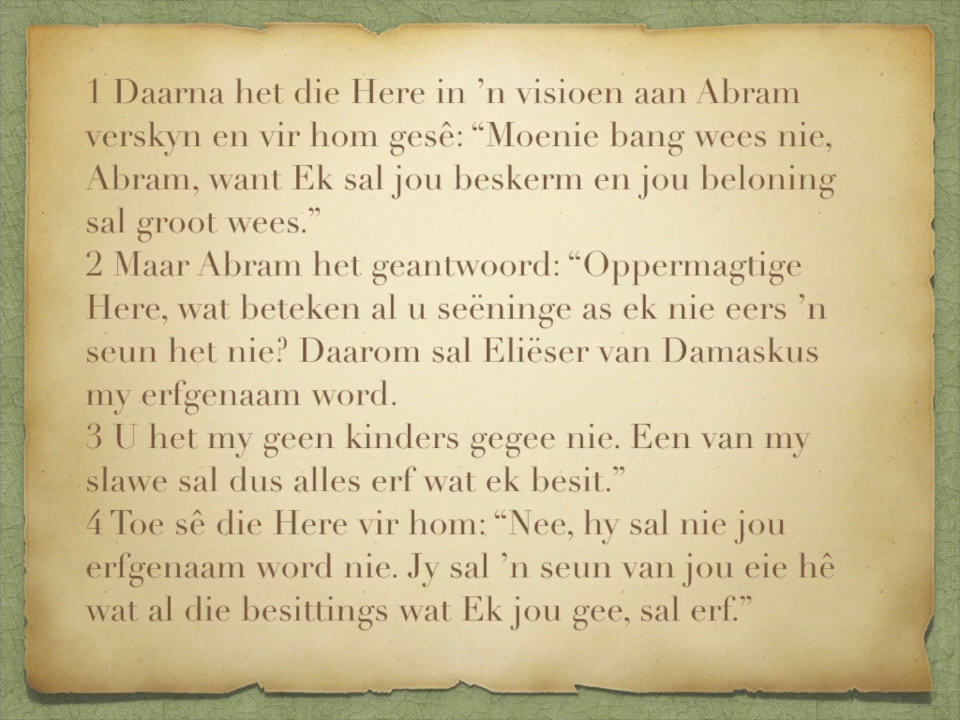 1 Daarna het die Here in ’n visioen aan Abram
verskyn en vir hom gesê: “Moenie bang wees nie,
Abram, want Ek sal jou beskerm en jou beloning
sal groot wees.”
2 Maar Abram het geantwoord: “Oppermagtige
Here, wat beteken al u seëninge as ek nie eers ’n
seun het nie? Daarom sal Eliëser van Damaskus
my erfgenaam word.
3 U het my geen kinders gegee nie. Een van my
slawe sal dus alles erf wat ek besit.”
4 Toe sê die Here vir hom: “Nee, hy sal nie jou
erfgenaam word nie. Jy sal ’n seun van jou eie hê
wat al die besittings wat Ek jou gee, sal erf.”